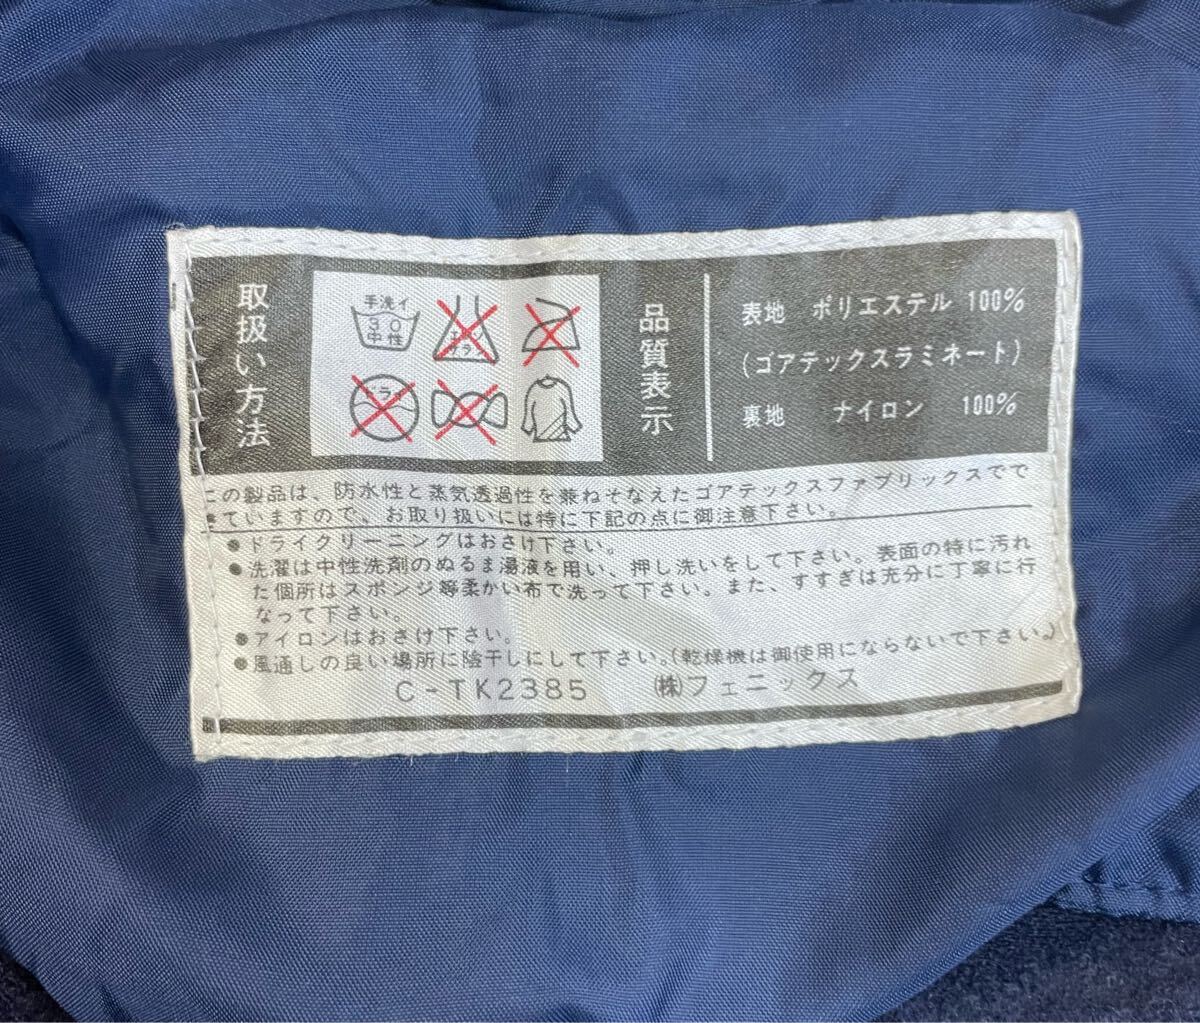 取扱い方法
手洗イ
30
中性
エンソ
サラシ
ドライ
品質表示
表地 ポリエステル 100%
(ゴアテックスラミネート)
裏地 ナイロン 100%
この製品は、防水性と蒸気透過性を兼ねそなえたゴアテックスファブリックスでで
きていますので、お取り扱いには特に下記の点に御注意下さい。
●ドライクリーニングはおさけ下さい。
●洗濯は中性洗剤のぬるま湯液を用い、押し洗いをして下さい。表面の特に汚れ
た個所はスポンジ等柔かい布で洗って下さい。また、すすぎは充分に丁寧に行
なって下さい。
●アイロンはおさけ下さい。
●風通しの良い場所に陰干しにして下さい。(乾燥機は御使用にならないで下さい。)
C-TK2385 ㈱フェニックス